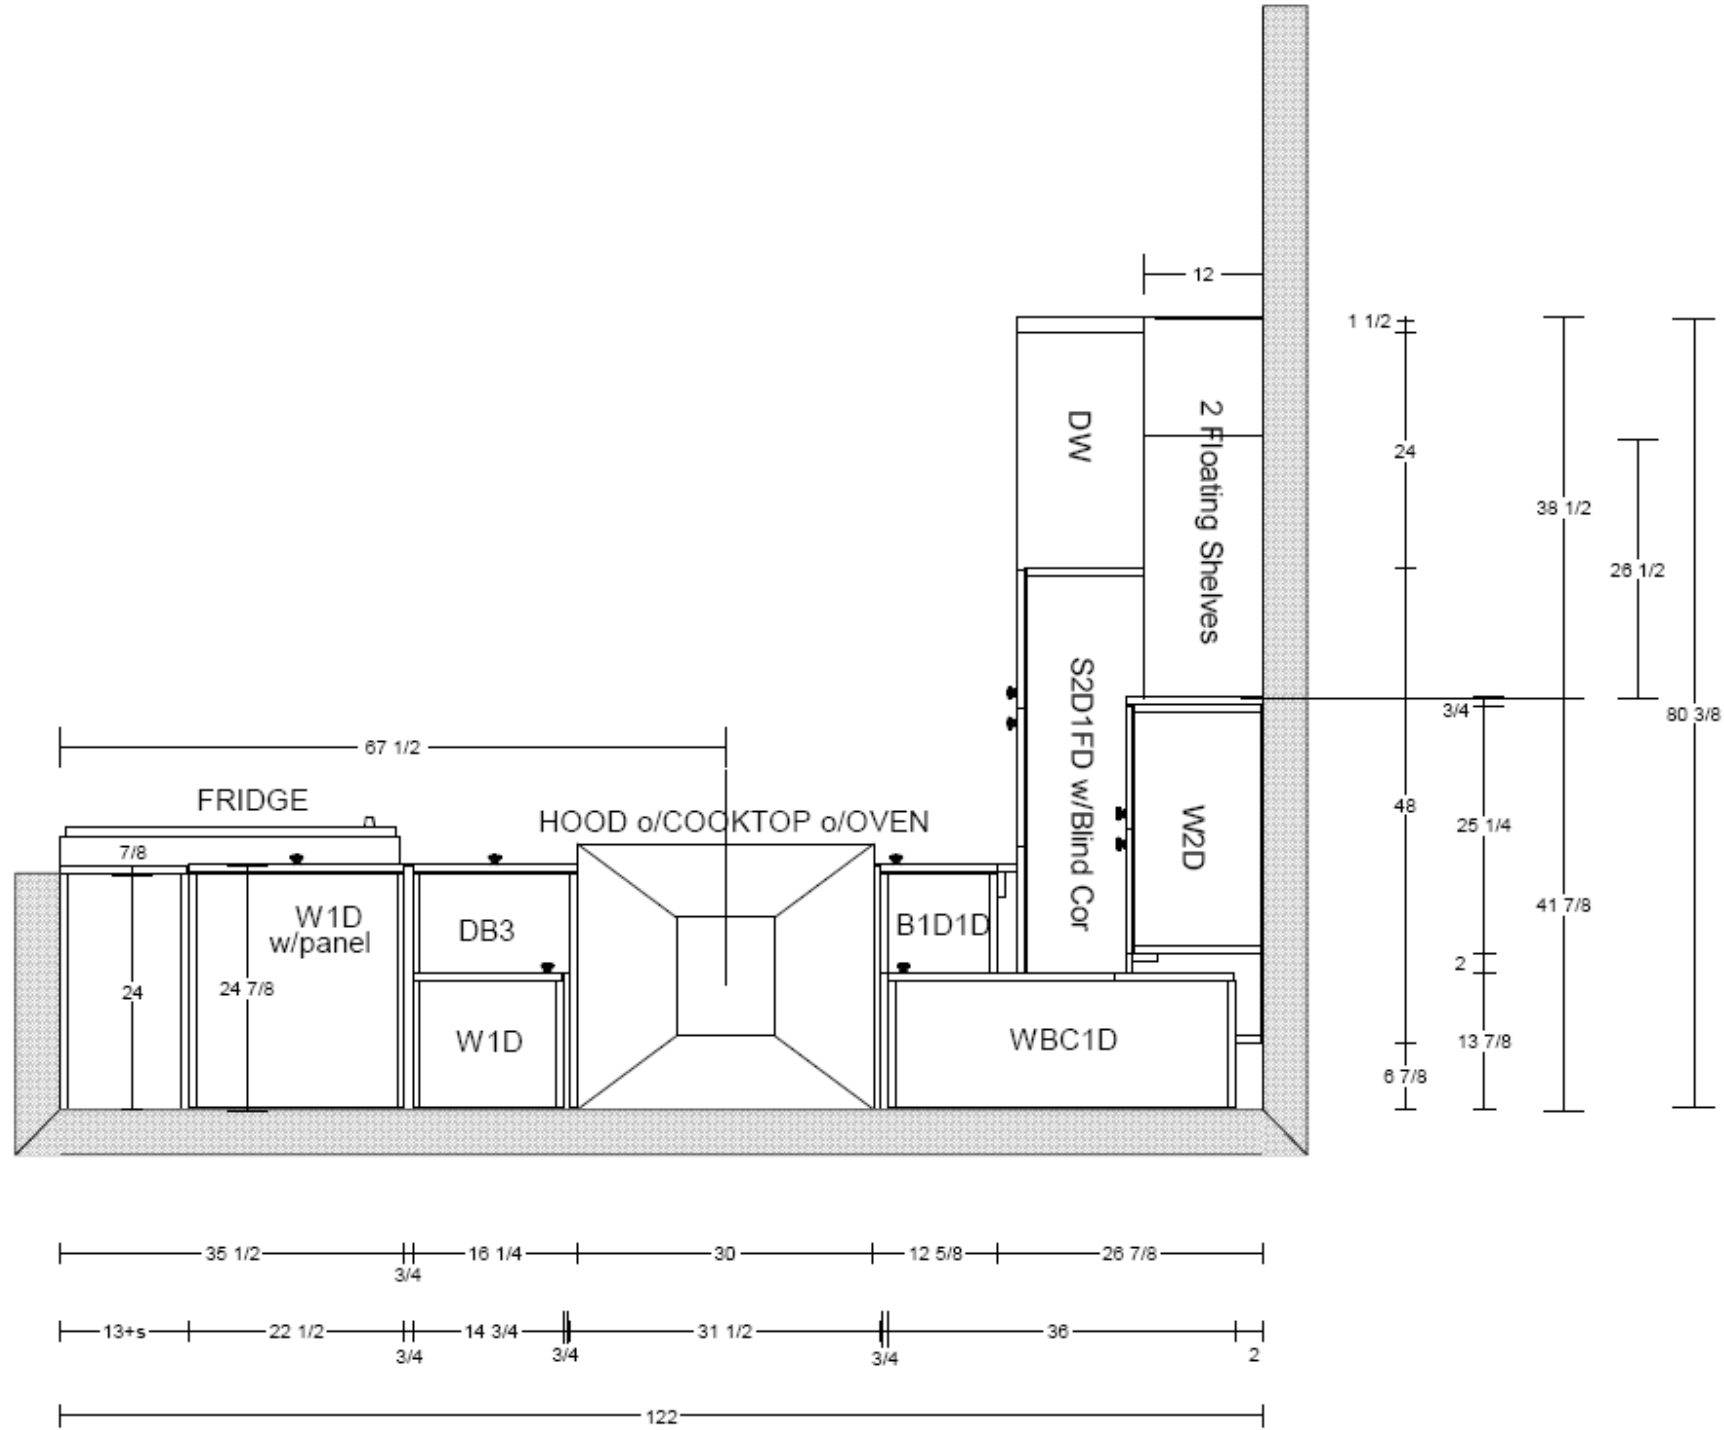 12
1 1/2
DW
2 Floating Shelves
24
38 1/2
26 1/2
S2D1FD w/Blind Cor
3/4
80 3/8
67 1/2
FRIDGE
HOOD o/COOKTOP o/OVEN
48
25 1/4
W2D
7/8
W1D
w/panel
DB3
B1D1D
41 7/8
2
24
24 7/8
W1D
WBC1D
13 7/8
6 7/8
35 1/2
3/4
16 1/4
30
12 5/8
26 7/8
13+s
22 1/2
3/4
14 3/4
3/4
31 1/2
3/4
36
2
122